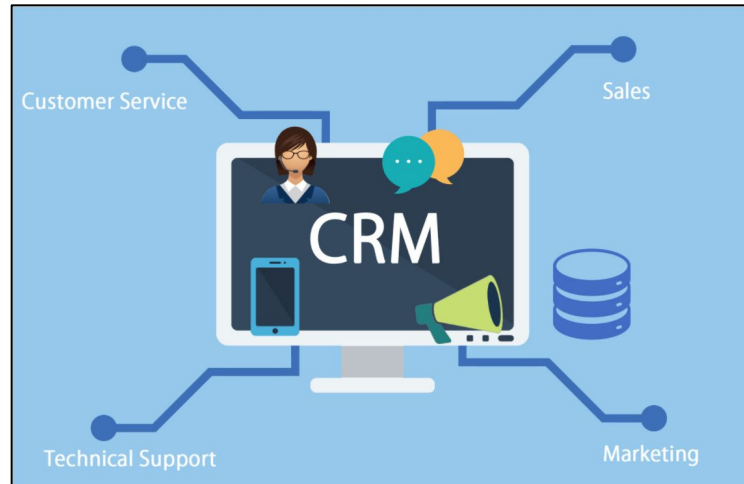 Customer Service
Sales
CRM
Technical Support
Marketing